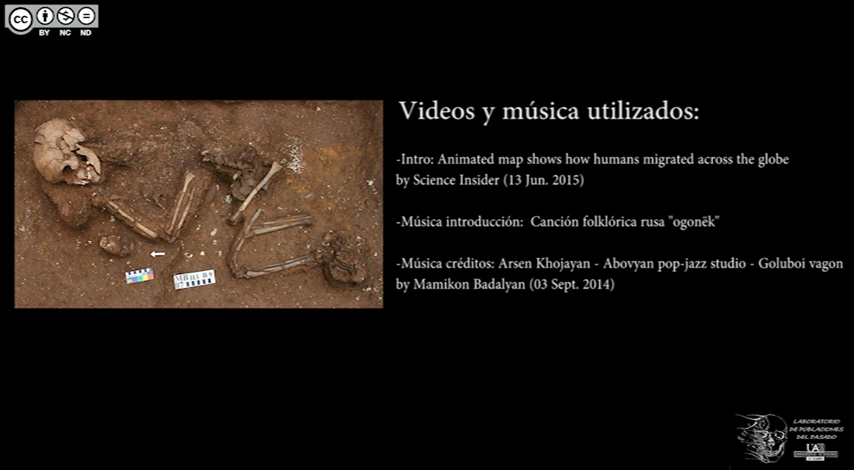 cc
BY NC ND
Videos y música utilizados:
-Intro: Animated map shows how humans migrated across the globe
by Science Insider (13 Jun. 2015)
-Música introducción: Canción folklórica rusa "ogonëk"
-Música créditos: Arsen Khojayan - Abovyan pop-jazz studio - Goluboi vagon
by Mamikon Badalyan (03 Sept. 2014)
LABORATORIO
DE POBLACIONES
DEL PASADO